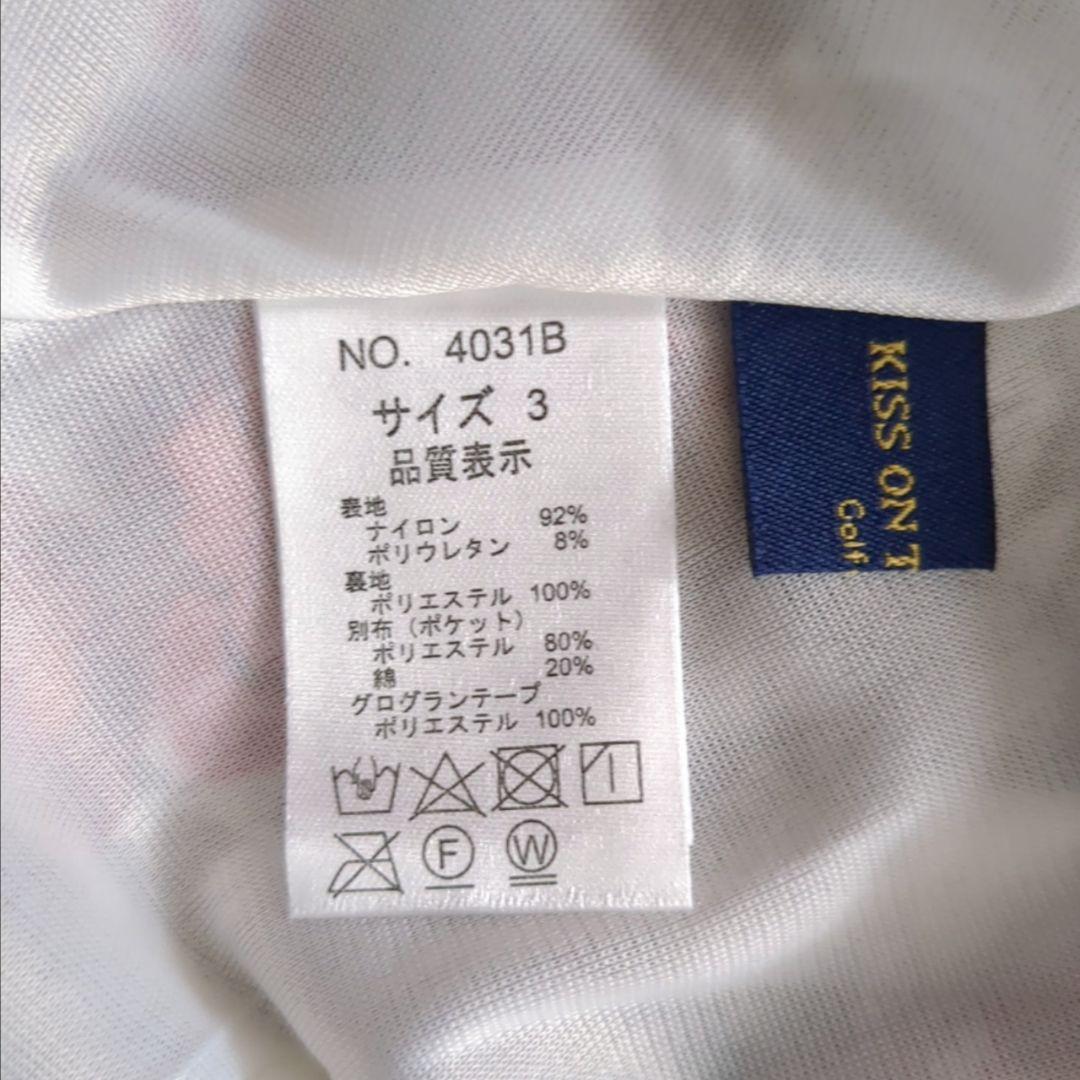 NO. 4031B
サイズ 3
品質表示
表地
ナイロン 92%
ポリウレタン 8%
裏地
ポリエステル 100%
別布（ポケット）
ポリエステル 80%
綿 20%
グログランテープ
ポリエステル 100%
F W
KISS ON T
Golf